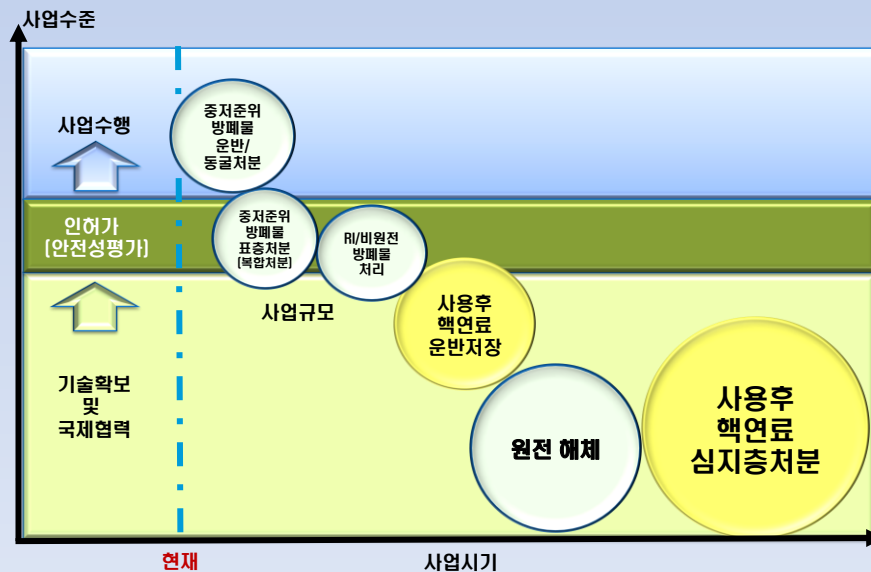 사업수준
사업수행
중저준위
방폐물
운반/
동굴처분
인허가
(안전성평가)
중저준위
방폐물
표층처분
(복합처분)
RI/비원전
방폐물
처리
사업규모
사용후
핵연료
운반저장
기술확보
및
국제협력
원전 해체
사용후
핵연료
심지층처분
현재
사업시기